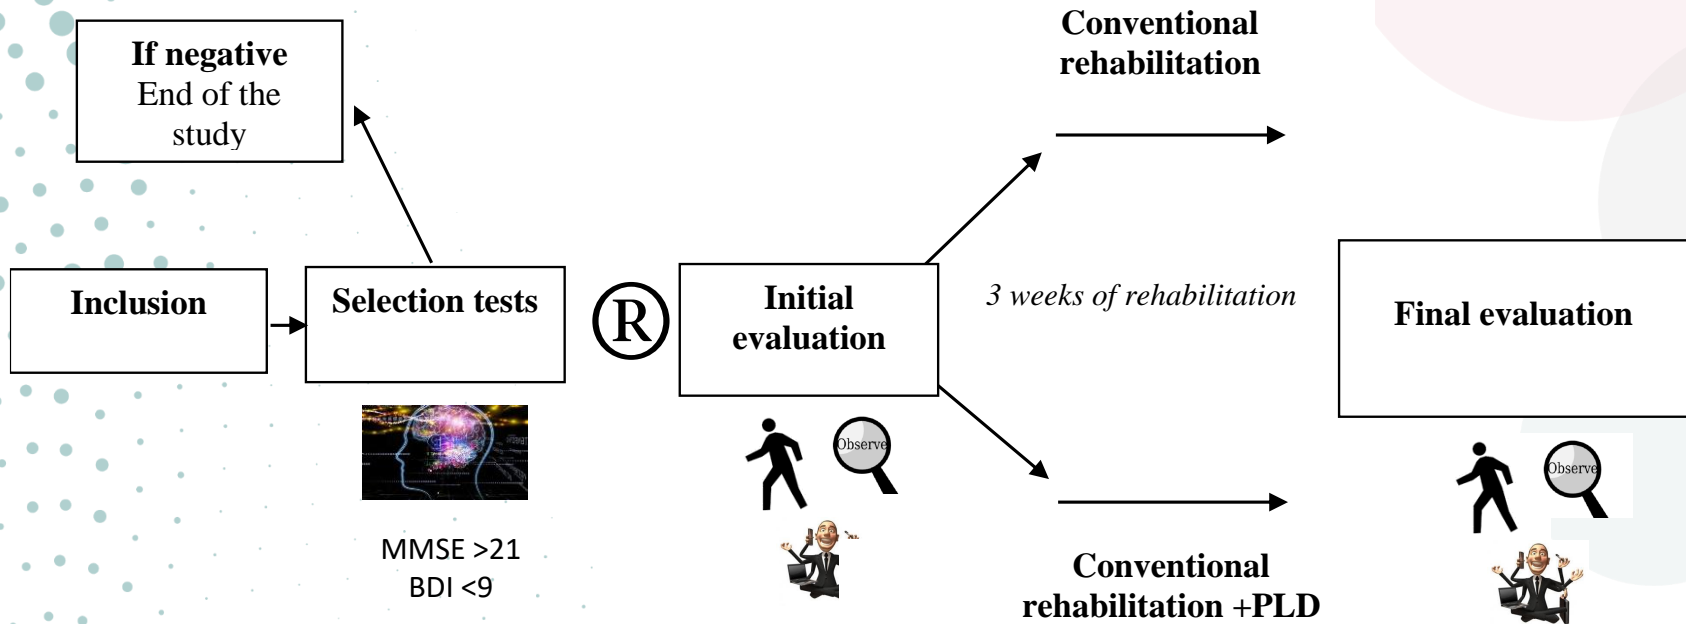 If negative
End of the
study
Inclusion
Selection tests
MMSE >21
BDI <9
®
Initial
evaluation
Observe
Conventional
rehabilitation
3 weeks of rehabilitation
Conventional
rehabilitation +PLD
Final evaluation
Observe